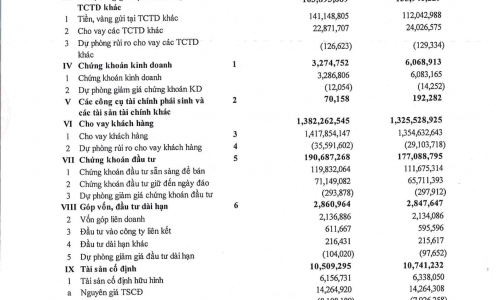 TCTD khác
1 Tiền, vàng gửi tại TCTD khác 141,148,805 112,042,988
2 Cho vay các TCTD khác 22,871,707 24,026,575
3 Dự phòng rủi ro cho vay các TCTD khác (126,623) (129,334)
IV Chứng khoán kinh doanh 1 3,274,752 6,068,913
1 Chứng khoán kinh doanh 3,286,806 6,083,165
2 Dự phòng giảm giá chứng khoán KD (12,054) (14,252)
V Các công cụ tài chính phái sinh và các tài sản tài chính khác 2 70,158 192,282
VI Cho vay khách hàng 1,382,262,545 1,325,528,925
1 Cho vay khách hàng 3 1,417,854,147 1,354,632,643
2 Dự phòng rủi ro cho vay khách hàng 4 (35,591,602) (29,103,718)
VII Chứng khoán đầu tư 5 190,687,268 177,088,795
1 Chứng khoán đầu tư sẵn sàng để bán 119,832,064 111,675,314
2 Chứng khoán đầu tư giữ đến ngày đáo 71,149,082 65,711,393
3 Dự phòng giảm giá chứng khoán đầu tư (293,878) (297,912)
VIII Góp vốn, đầu tư dài hạn 6 2,860,964 2,847,647
2 Vốn góp liên doanh 2,136,886 2,134,086
3 Đầu tư vào công ty liên kết 611,667 595,596
4 Đầu tư dài hạn khác 216,431 215,617
5 Dự phòng giảm giá đầu tư dài hạn (104,020) (97,652)
IX Tài sản cố định 10,509,295 10,741,232
1 Tài sản cố định hữu hình 6,156,731 6,338,050
a Nguyên giá TSCĐ 14,264,920 14,264,308